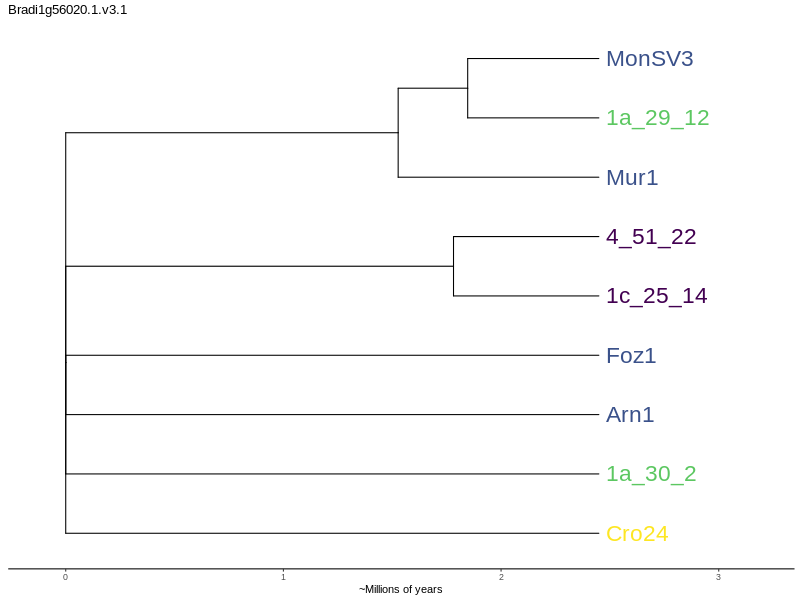 Bradi1g56020.1.v3.1
MonSV3
1a_29_12
Mur1
4_51_22
1c_25_14
Foz1
Arn1
1a_30_2
Cro24
0 1 2 3
~Millions of years